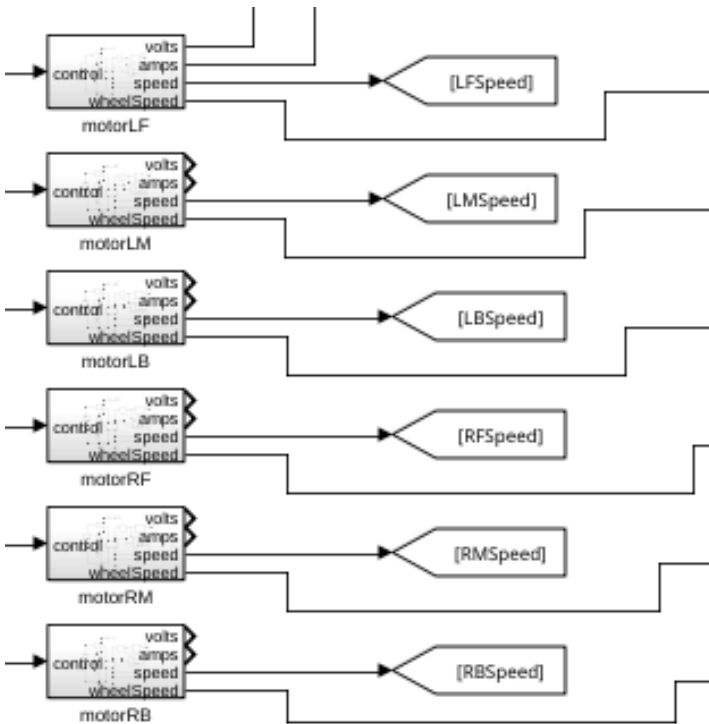 volts
amps
control
speed
wheelSpeed
[LFSpeed]
motorLF
volts
amps
control
speed
wheelSpeed
[LMSpeed]
motorLM
volts
amps
control
speed
wheelSpeed
[LBSpeed]
motorLB
volts
amps
control
speed
wheelSpeed
[RFSpeed]
motorRF
volts
amps
control
speed
wheelSpeed
[RMSpeed]
motorRM
volts
amps
control
speed
wheelSpeed
[RBSpeed]
motorRB